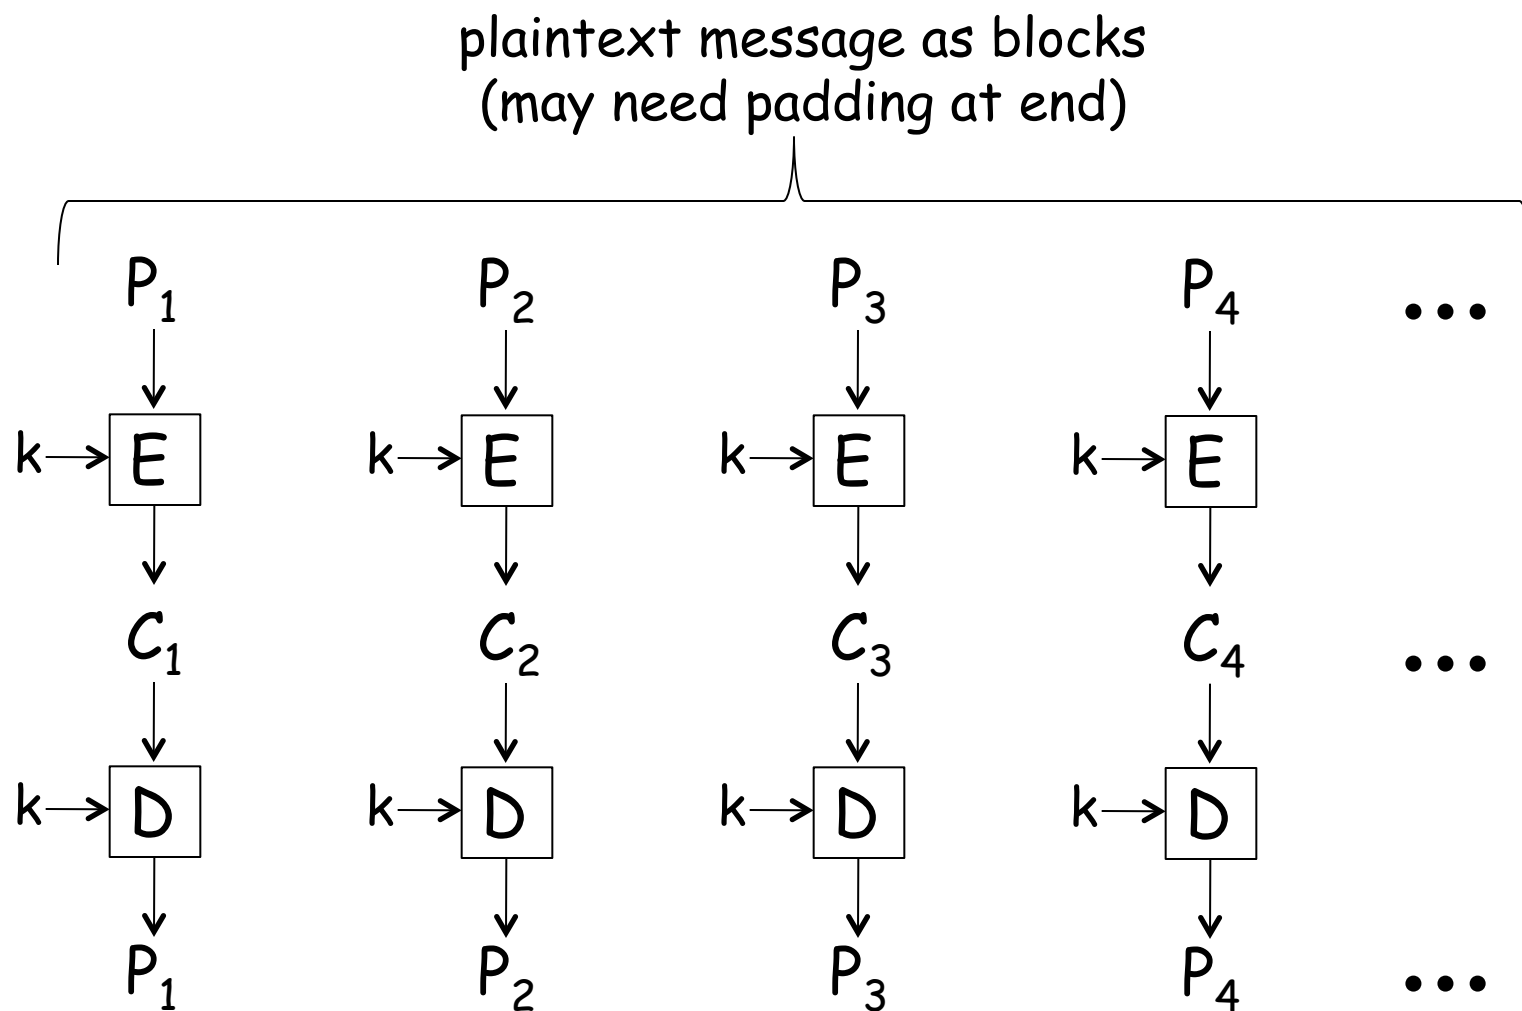 plaintext message as blocks
(may need padding at end)
P1 P2 P3 P4 •••
k E k E k E k E
C1 C2 C3 C4 •••
k D k D k D k D
P1 P2 P3 P4 •••